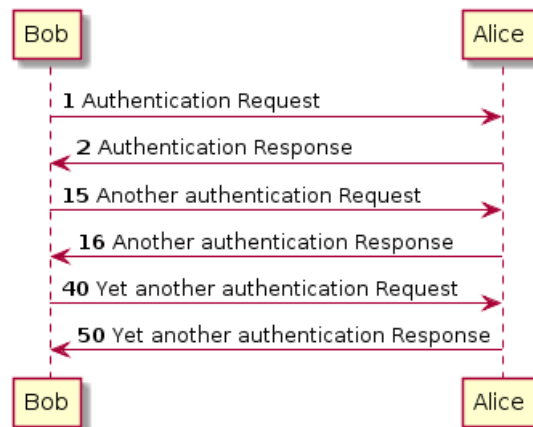 Bob Alice
1 Authentication Request
2 Authentication Response
15 Another authentication Request
16 Another authentication Response
40 Yet another authentication Request
50 Yet another authentication Response
Bob Alice